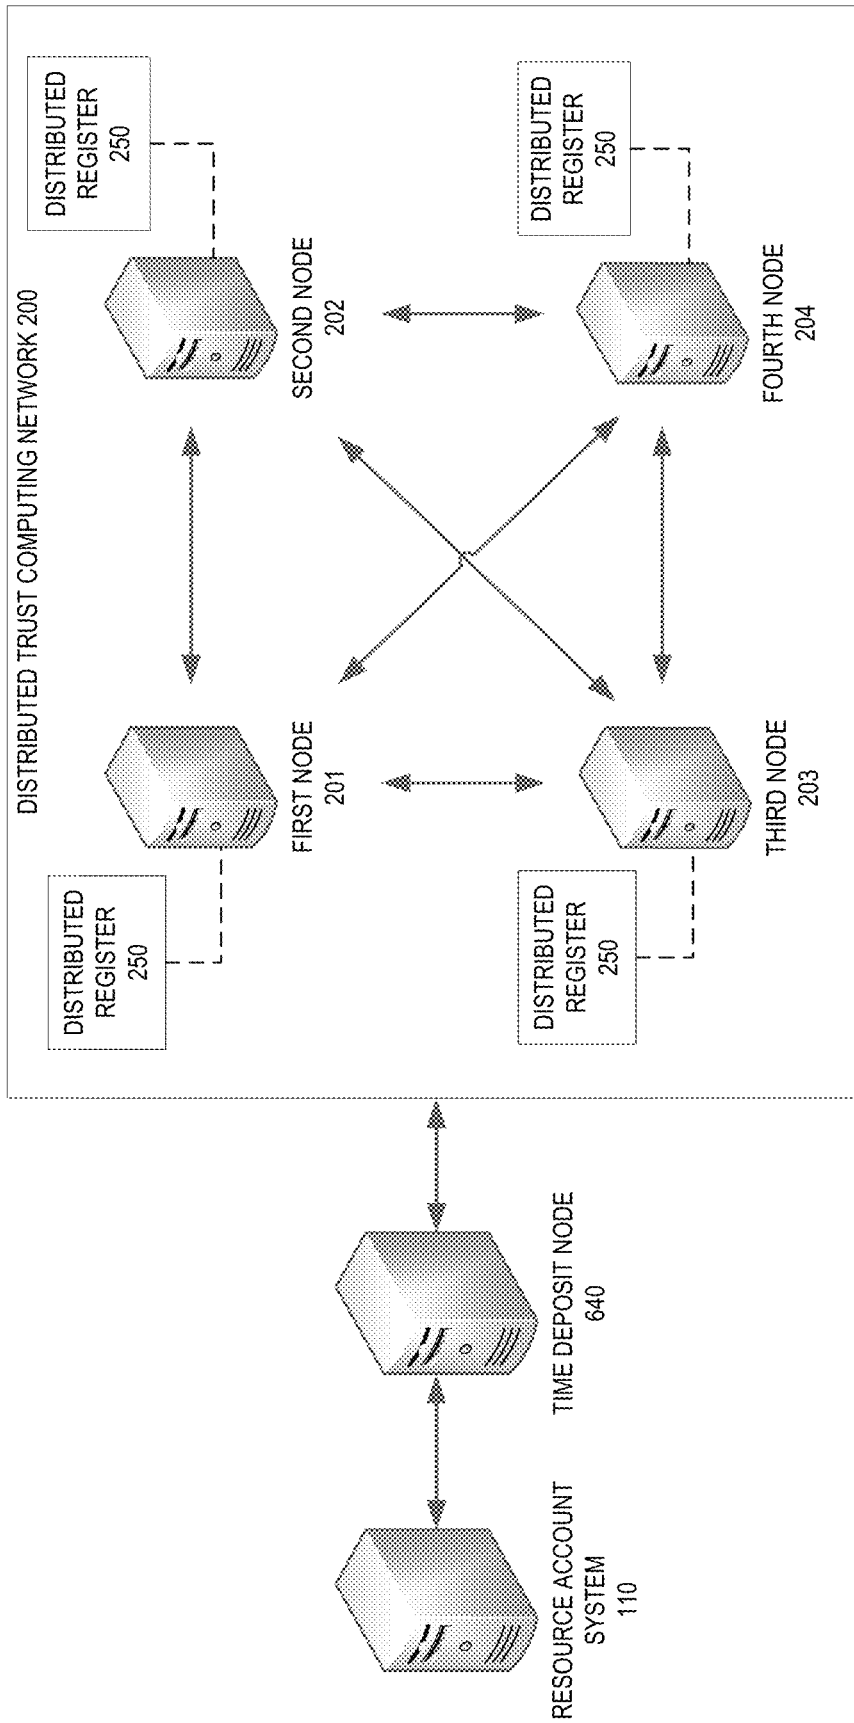 DISTRIBUTED TRUST COMPUTING NETWORK 200
DISTRIBUTED
REGISTER
250
DISTRIBUTED
REGISTER
250
FIRST NODE
201
SECOND NODE
202
RESOURCE ACCOUNT
SYSTEM
110
TIME DEPOSIT NODE
640
DISTRIBUTED
REGISTER
250
DISTRIBUTED
REGISTER
250
THIRD NODE
203
FOURTH NODE
204